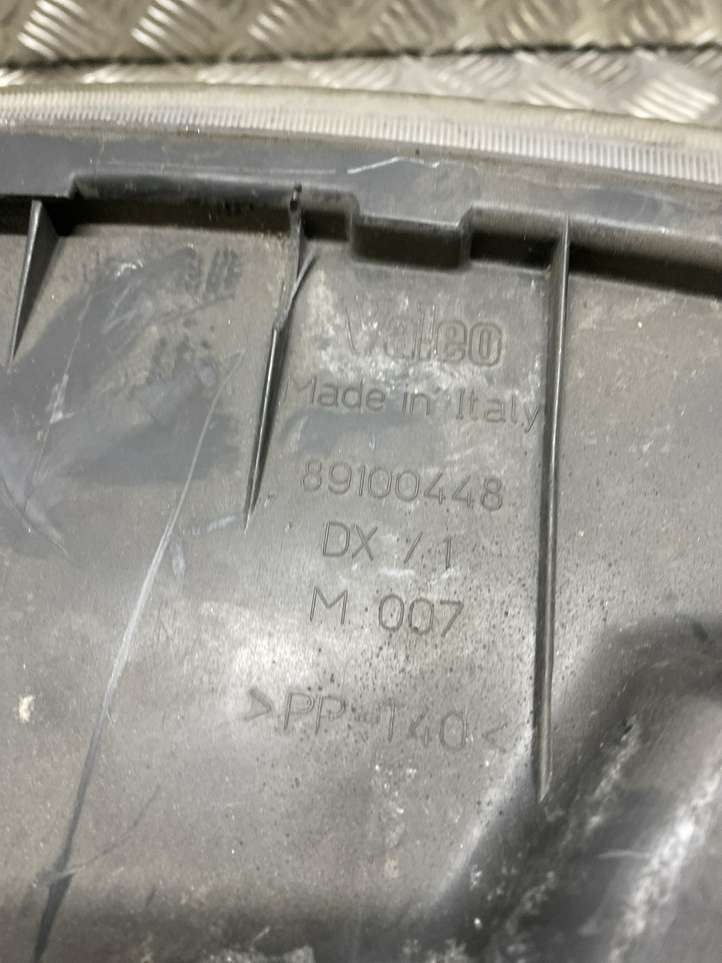 Valeo
Made in Italy
89100448
DX / 1
M 007
>PP-T40<